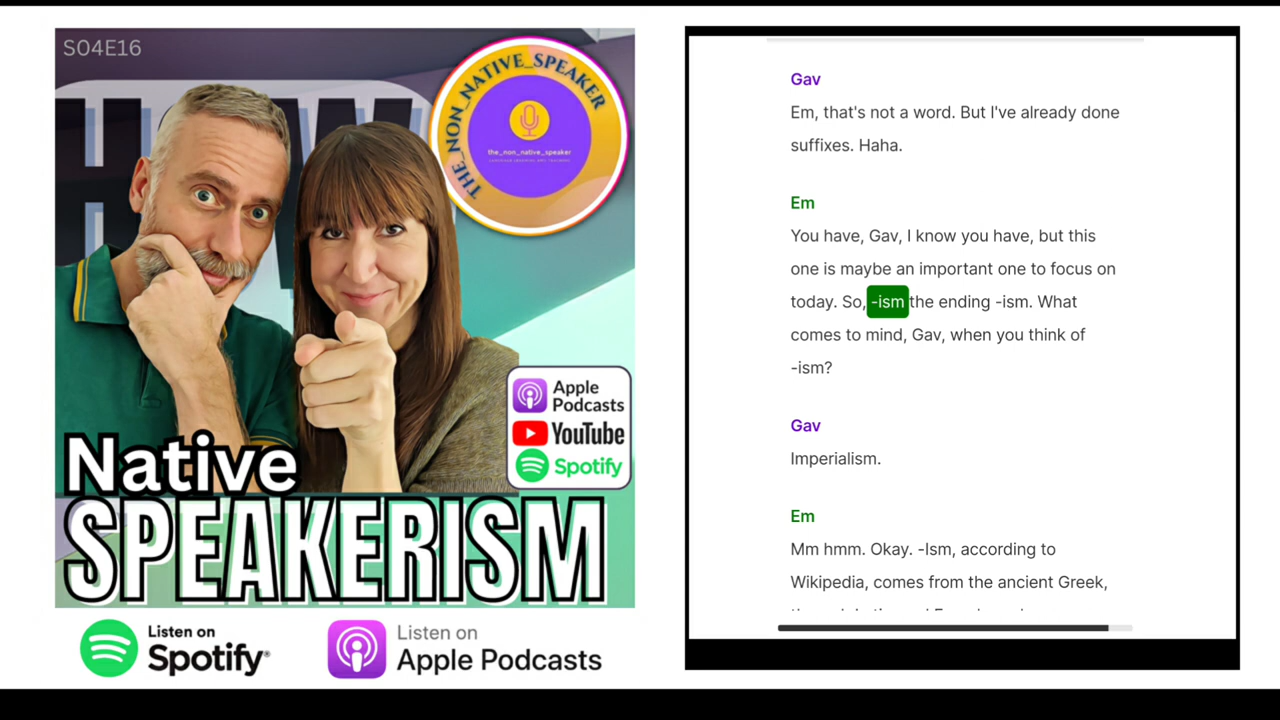 S04E16
HOW
THE_NON_NATIVE_SPEAKER
the_non_native_speaker
Apple
Podcasts
YouTube
Spotify
Native
SPEAKERISM
Listen on
Spotify®
Listen on
Apple Podcasts
Gav
Em, that's not a word. But I've already done
suffixes. Haha.
Em
You have, Gav, I know you have, but this
one is maybe an important one to focus on
today. So, -ism the ending -ism. What
comes to mind, Gav, when you think of
-ism?
Gav
Imperialism.
Em
Mm hmm. Okay. -Ism, according to
Wikipedia, comes from the ancient Greek,